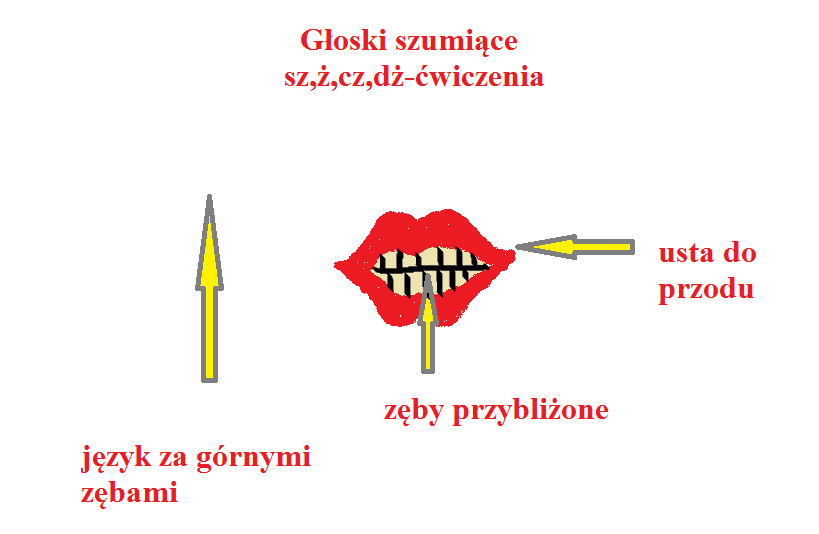 Głoski szumiące
sz,ż,cz,dż-ćwiczenia
usta do
przodu
zęby przybliżone
język za górnymi
zębami